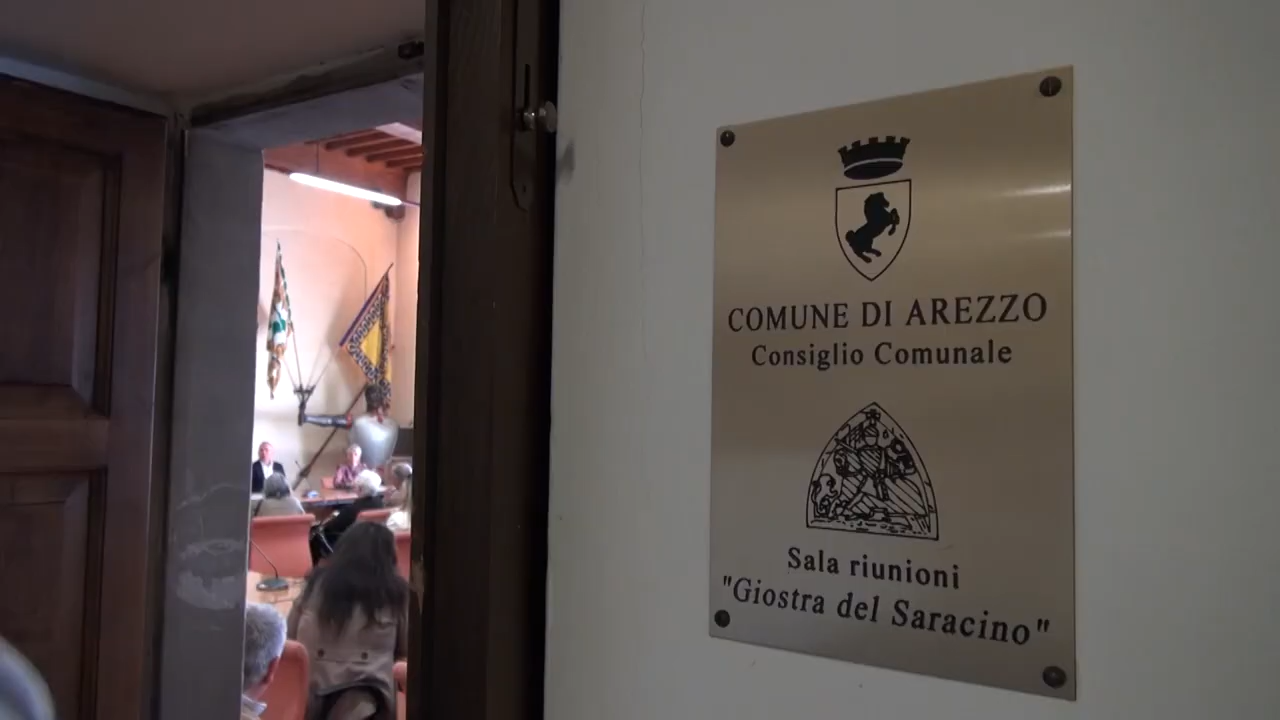 COMUNE DI AREZZO
Consiglio Comunale
Sala riunioni
"Giostra del Saracino"